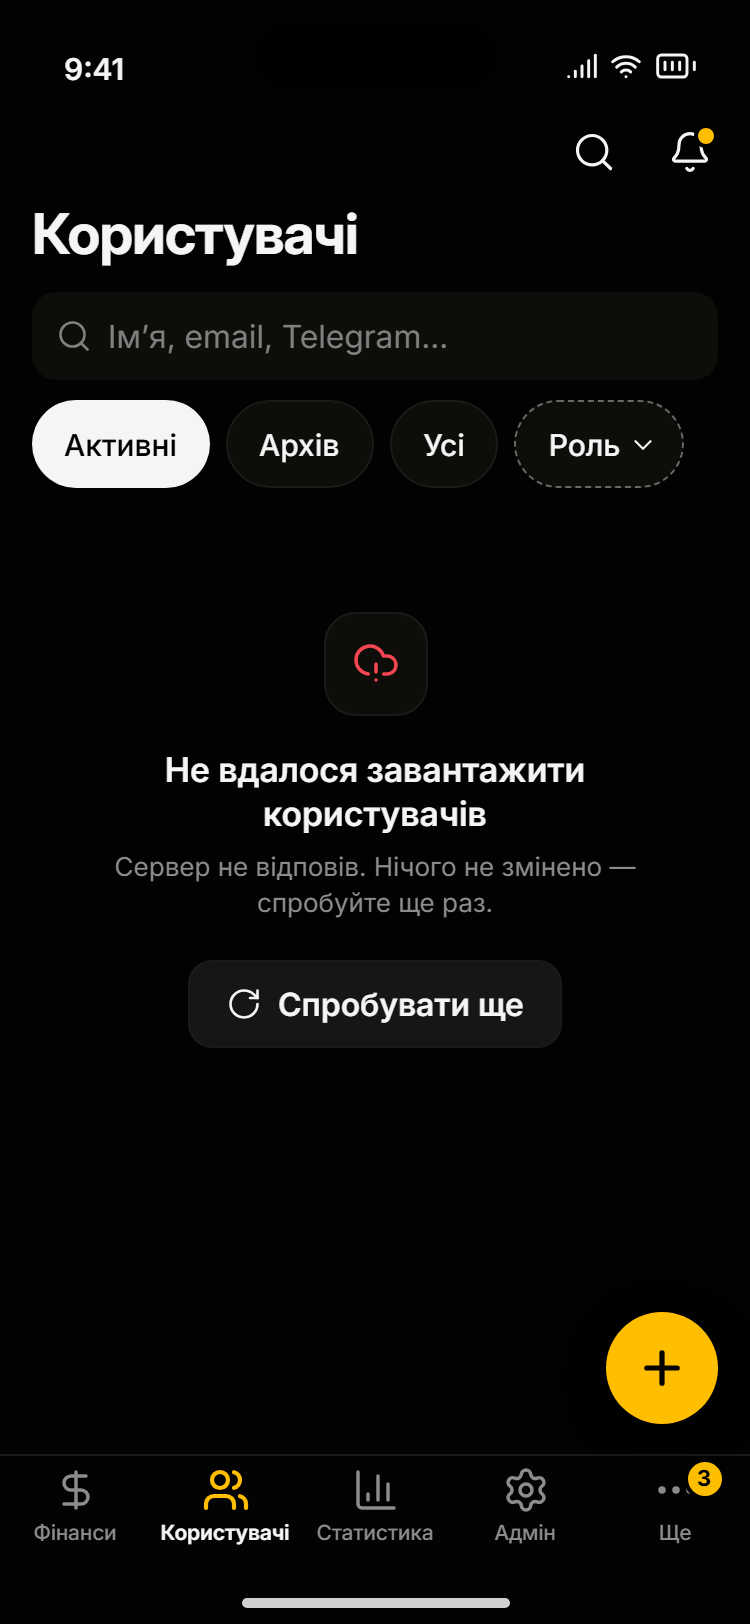 9:41
Користувачі
Ім’я, email, Telegram…
Активні
Архів
Усі
Роль
Не вдалося завантажити
користувачів
Сервер не відповів. Нічого не змінено —
спробуйте ще раз.
Спробувати ще
3
Фінанси
Користувачі
Статистика
Адмін
Ще